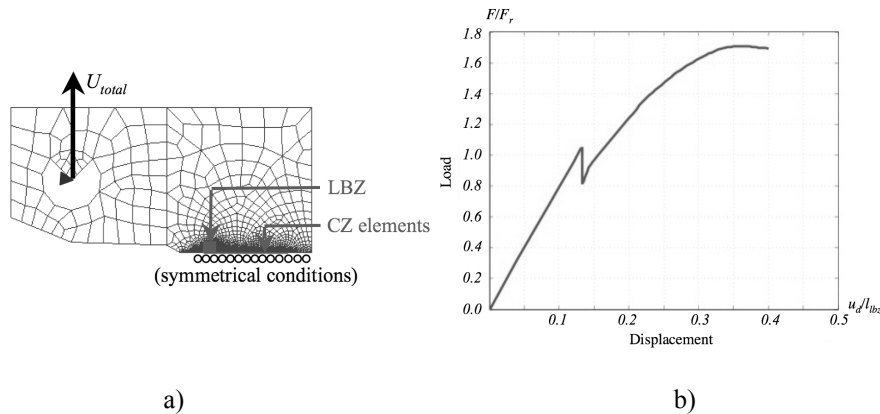 U_total
LBZ
CZ elements
(symmetrical conditions)
a)
F/F_r
1.8
1.6
1.4
1.2
1.0
0.8
0.6
0.4
0.2
0.0
Load
0.1 0.2 0.3 0.4 0.5
u_d/l_lbz
Displacement
b)